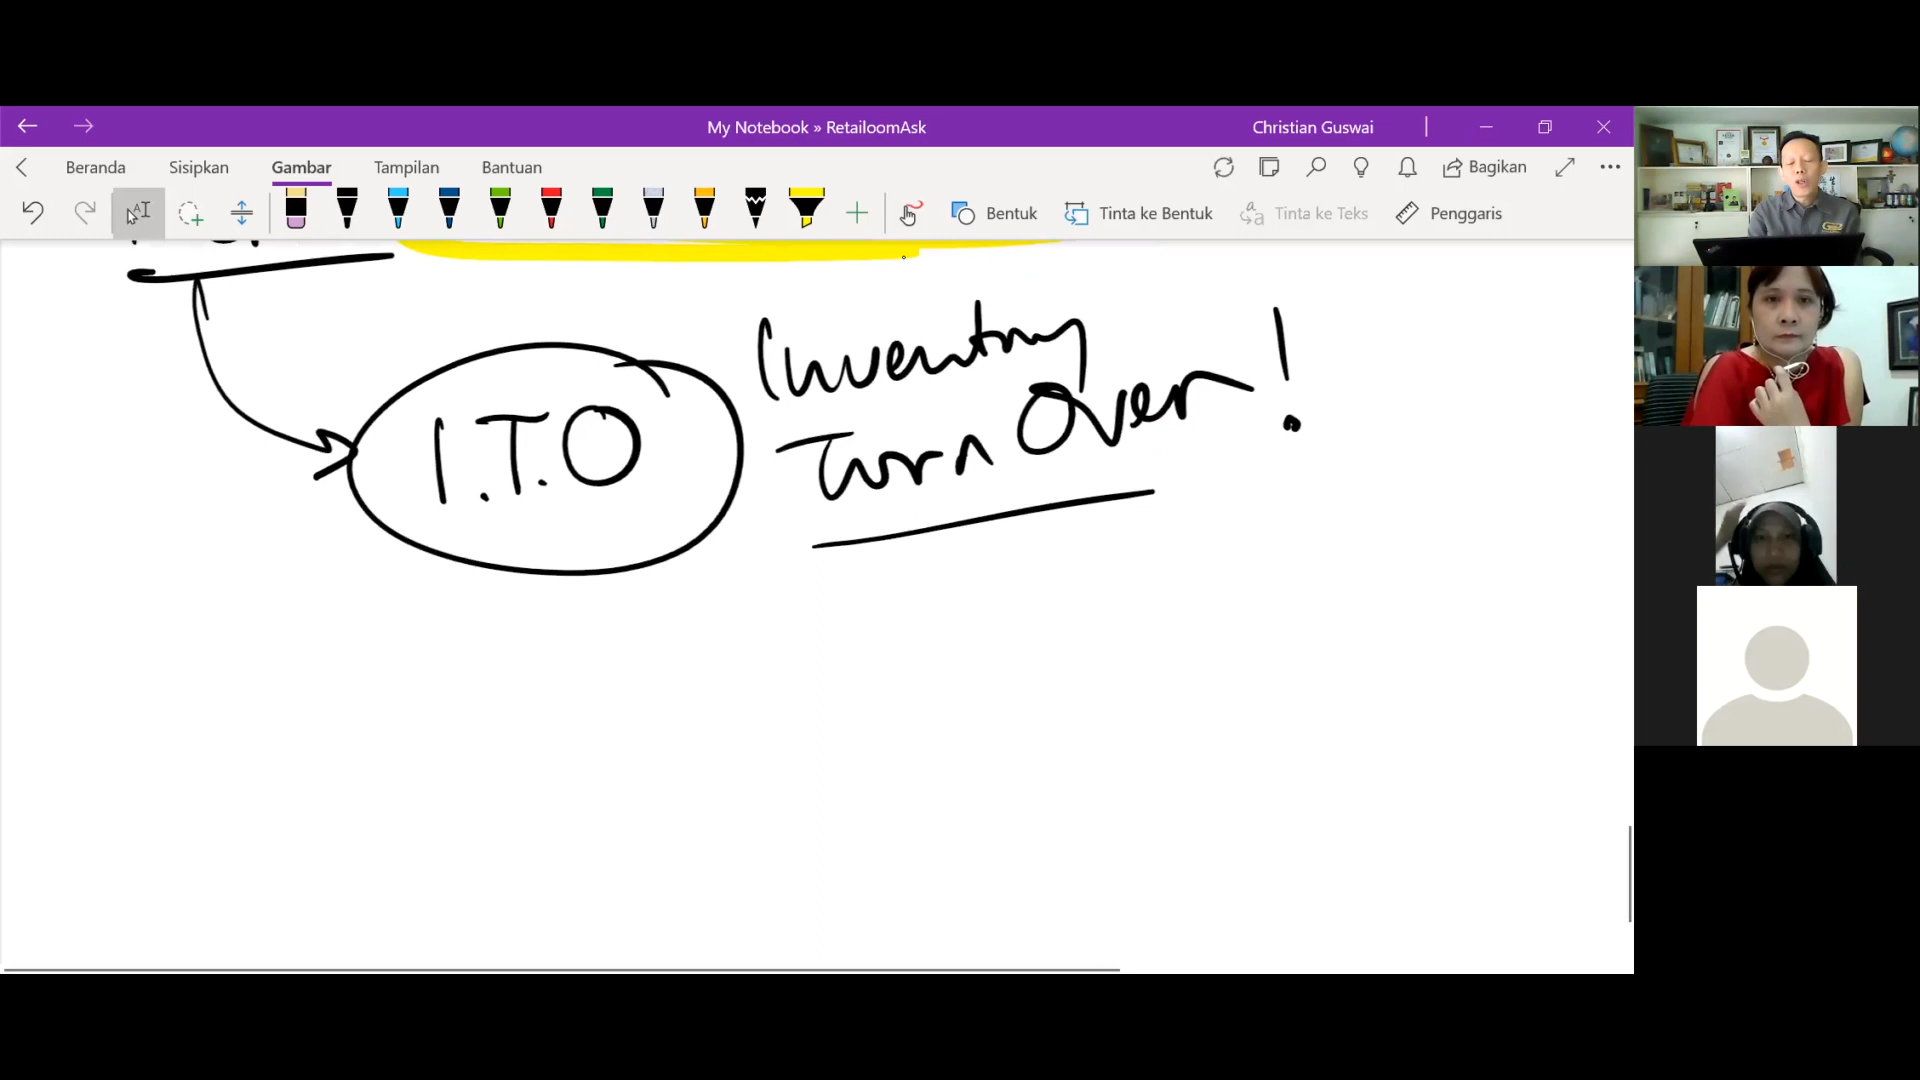 My Notebook » RetailoomAsk
Christian Guswai
Beranda
Sisipkan
Gambar
Tampilan
Bantuan
Bagikan
Bentuk
Tinta ke Bentuk
Tinta ke Teks
Penggaris
I.T.O
Inventory
Turn Over!